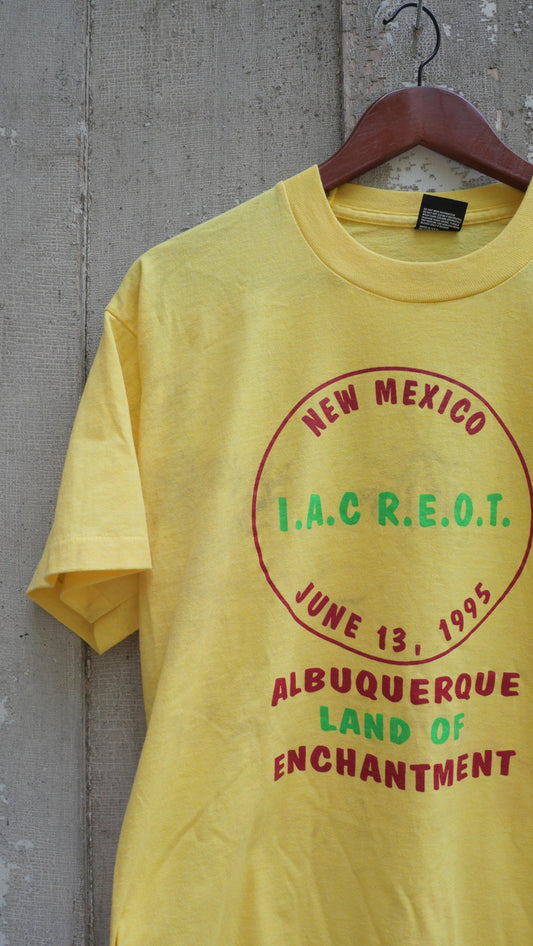 NEW MEXICO
I.A.C R.E.O.T.
JUNE 13, 1995
ALBUQUERQUE
LAND OF
ENCHANTMENT